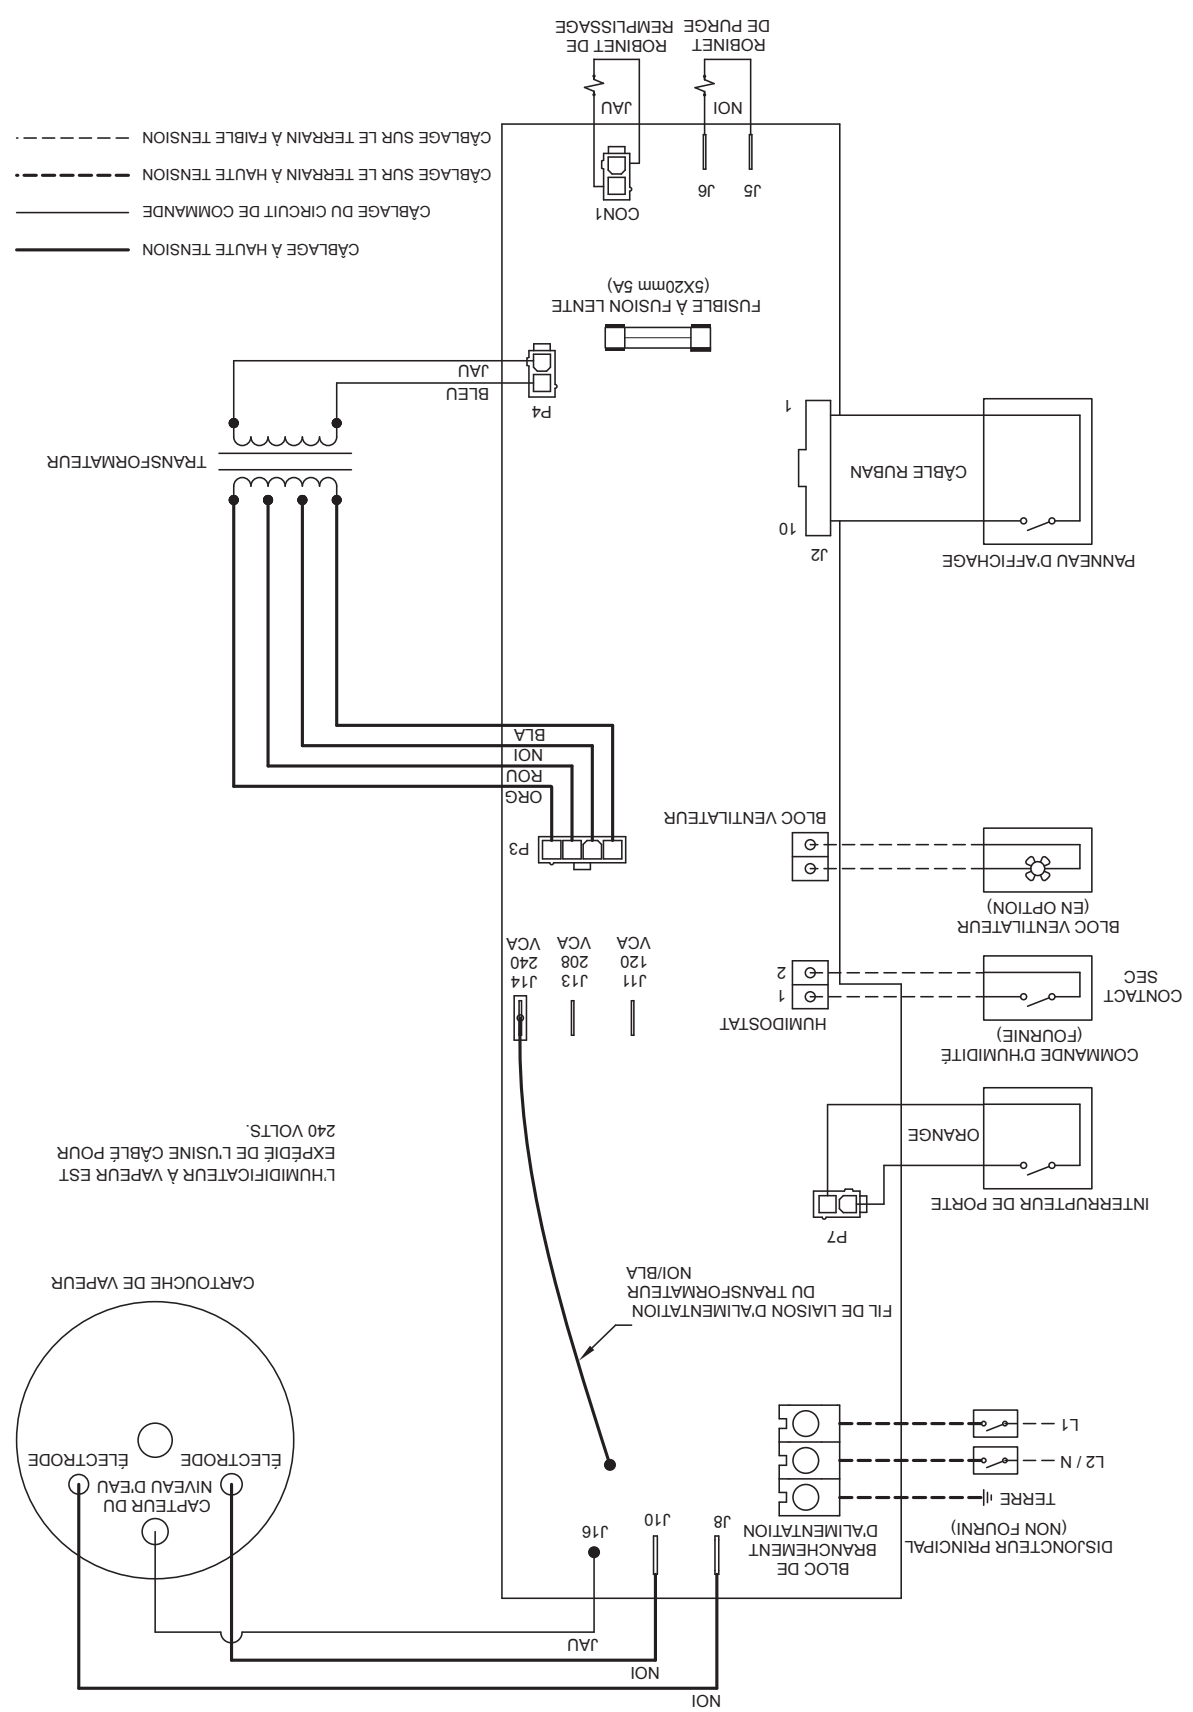 NOI
NOI
JAU
DISJONCTEUR PRINCIPAL
(NON FOURNI)
TERRE
L2 / N
L1
BLOC DE
BRANCHEMENT
D'ALIMENTATION
J8
J10
J16
CAPTEUR DU
NIVEAU D'EAU
ÉLECTRODE
ÉLECTRODE
CARTOUCHE DE VAPEUR
FIL DE LIAISON D'ALIMENTATION
DU TRANSFORMATEUR
NOI/BLA
INTERRUPTEUR DE PORTE
P7
ORANGE
L'HUMIDIFICATEUR À VAPEUR EST
EXPÉDIÉ DE L'USINE CÂBLÉ POUR
240 VOLTS.
COMMANDE D'HUMIDITÉ
(FOURNIE)
CONTACT
SEC
HUMIDOSTAT
1
2
J11
120
VCA
J13
208
VCA
J14
240
VCA
BLOC VENTILATEUR
(EN OPTION)
BLOC VENTILATEUR
P3
ORG
ROU
NOI
BLA
PANNEAU D'AFFICHAGE
CÂBLE RUBAN
J2
10
1
TRANSFORMATEUR
P4
BLEU
JAU
FUSIBLE À FUSION LENTE
(5X20mm 5A)
CÂBLAGE À HAUTE TENSION
CÂBLAGE DU CIRCUIT DE COMMANDE
CÂBLAGE SUR LE TERRAIN À HAUTE TENSION
CÂBLAGE SUR LE TERRAIN À FAIBLE TENSION
J5
J6
CON1
NOI
JAU
ROBINET
DE PURGE
ROBINET DE
REMPLISSAGE